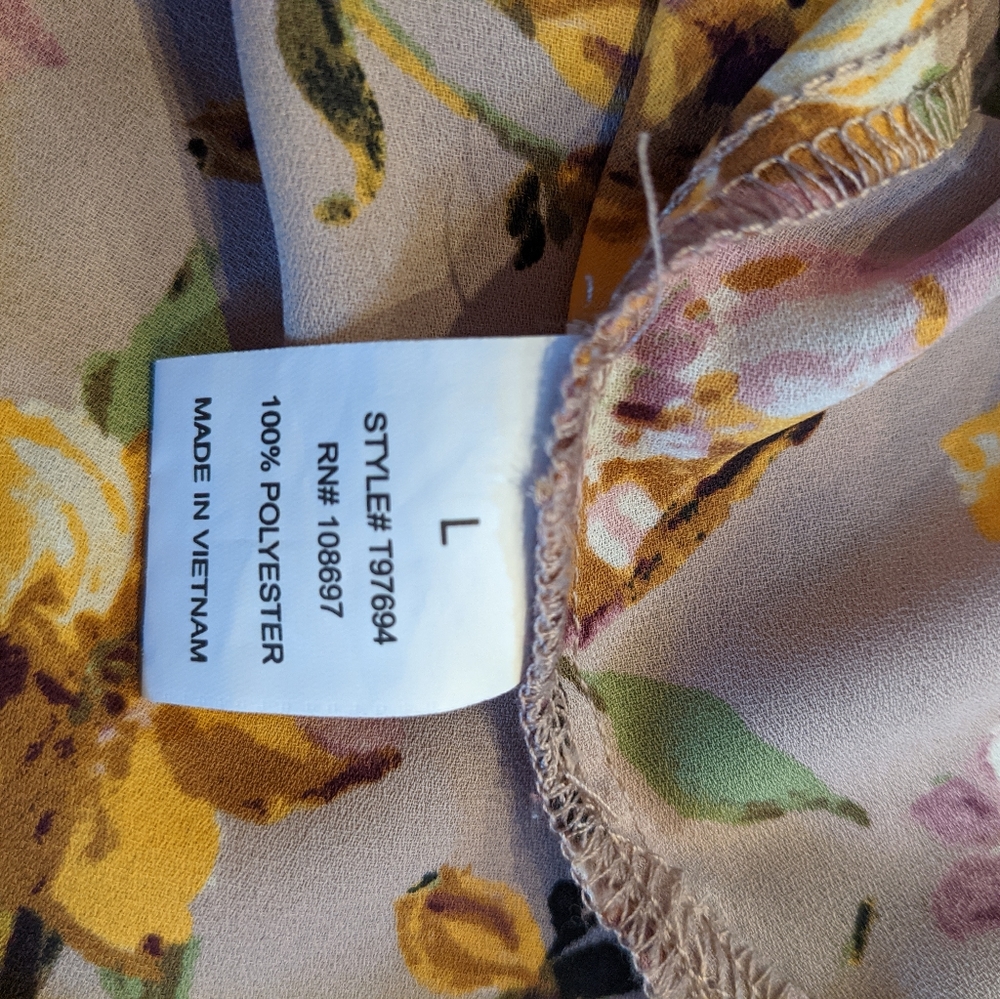 L
STYLE# T97694
RN# 108697
100% POLYESTER
MADE IN VIETNAM